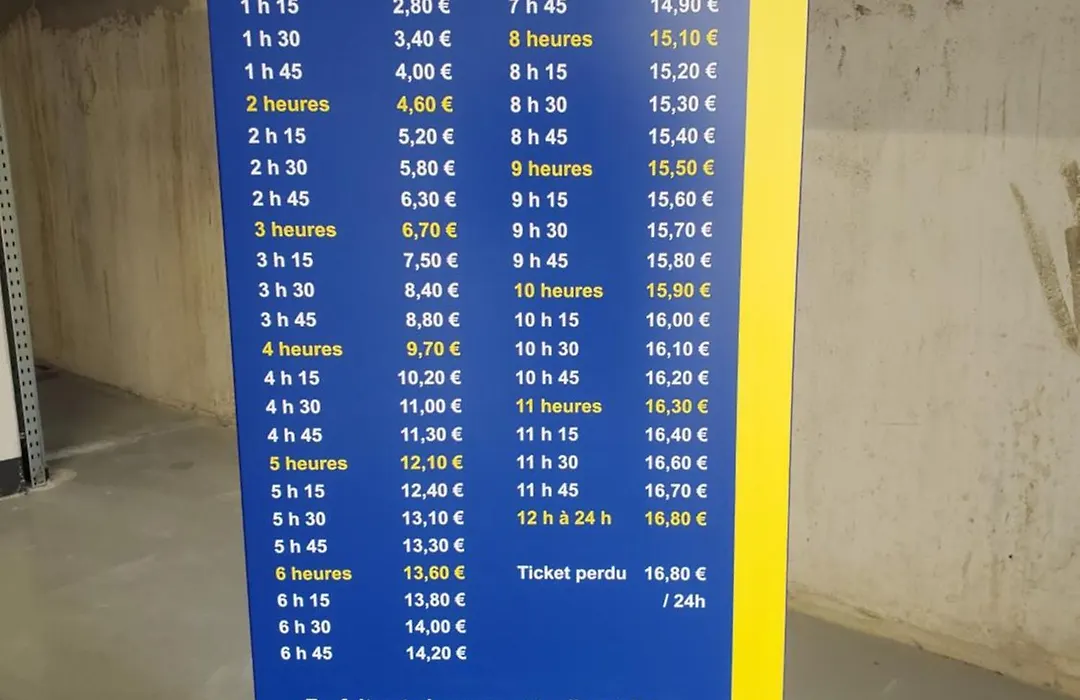 1 h 15 2,80 €
1 h 30 3,40 €
1 h 45 4,00 €
2 heures 4,60 €
2 h 15 5,20 €
2 h 30 5,80 €
2 h 45 6,30 €
3 heures 6,70 €
3 h 15 7,50 €
3 h 30 8,40 €
3 h 45 8,80 €
4 heures 9,70 €
4 h 15 10,20 €
4 h 30 11,00 €
4 h 45 11,30 €
5 heures 12,10 €
5 h 15 12,40 €
5 h 30 13,10 €
5 h 45 13,30 €
6 heures 13,60 €
6 h 15 13,80 €
6 h 30 14,00 €
6 h 45 14,20 €
7 h 45 14,90 €
8 heures 15,10 €
8 h 15 15,20 €
8 h 30 15,30 €
8 h 45 15,40 €
9 heures 15,50 €
9 h 15 15,60 €
9 h 30 15,70 €
9 h 45 15,80 €
10 heures 15,90 €
10 h 15 16,00 €
10 h 30 16,10 €
10 h 45 16,20 €
11 heures 16,30 €
11 h 15 16,40 €
11 h 30 16,60 €
11 h 45 16,70 €
12 h à 24 h 16,80 €
Ticket perdu 16,80 €
/ 24h